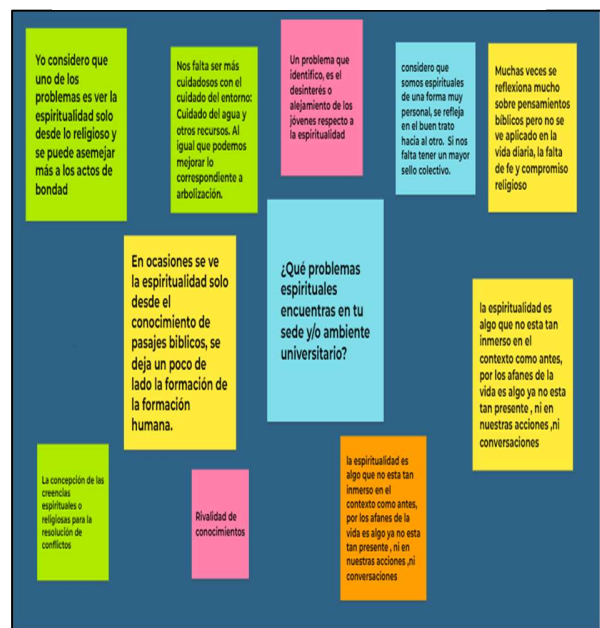 Yo considero que
uno de los
problemas es ver la
espiritualidad solo
desde lo religioso y
se puede asemejar
más a los actos de
bondad
Nos falta ser más
cuidadosos con el
cuidado del entorno:
Cuidado del agua y
otros recursos. Al
igual que podemos
mejorar lo
correspondiente a
arbolización.
Un problema que
identifico, es el
desinterés o
alejamiento de los
jóvenes respecto a
la espiritualidad
considero que
somos espirituales
de una forma muy
personal, se refleja
en el buen trato
hacia al otro. Si nos
falta tener un mayor
sello colectivo.
Muchas veces se
reflexiona mucho
sobre pensamientos
bíblicos pero no se
ve aplicado en la
vida diaria, la falta
de fe y compromiso
religioso
En ocasiones se ve
la espiritualidad solo
desde el
conocimiento de
pasajes bíblicos, se
deja un poco de
lado la formación de
la formación
humana.
¿Qué problemas
espirituales
encuentras en tu
sede y/o ambiente
universitario?
la espiritualidad es
algo que no esta tan
inmerso en el
contexto como antes,
por los afanes de la
vida es algo ya no esta
tan presente , ni en
nuestras acciones ,ni
conversaciones
La concepción de las
creencias
espirituales o
religiosas para la
resolución de
conflictos
Rivalidad de
conocimientos
la espiritualidad es
algo que no esta tan
inmerso en el
contexto como antes,
por los afanes de la
vida es algo ya no esta
tan presente , ni en
nuestras acciones ,ni
conversaciones